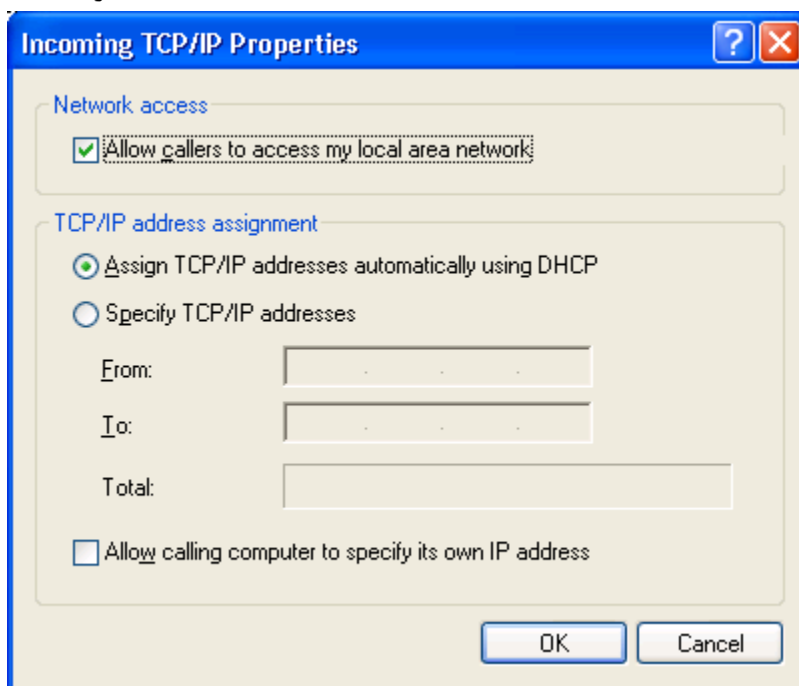 Incoming TCP/IP Properties
Network access
Allow callers to access my local area network
TCP/IP address assignment
Assign TCP/IP addresses automatically using DHCP
Specify TCP/IP addresses
From:
To:
Total:
Allow calling computer to specify its own IP address
OK Cancel